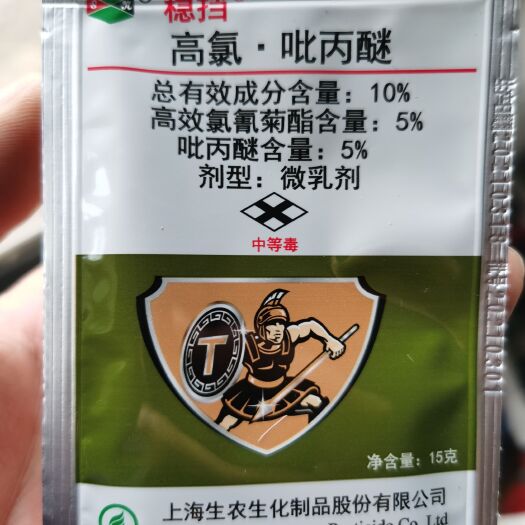 稳挡
高氯·吡丙醚
总有效成分含量：10%
高效氯氰菊酯含量：5%
吡丙醚含量：5%
剂型：微乳剂
中等毒
T
净含量：15克
上海生农生化制品股份有限公司